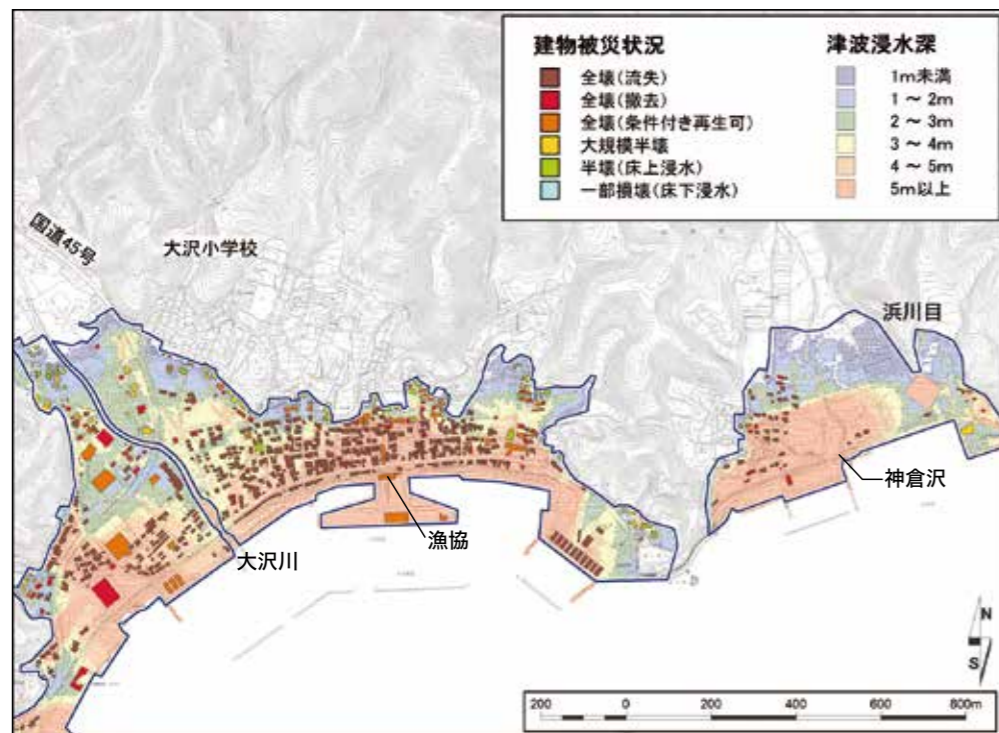 建物被災状況
全壊(流失)
全壊(撤去)
全壊(条件付き再生可)
大規模半壊
半壊(床上浸水)
一部損壊(床下浸水)
津波浸水深
1m未満
1 ~ 2m
2 ~ 3m
3 ~ 4m
4 ~ 5m
5m以上
国道45号
大沢小学校
浜川目
神倉沢
漁協
大沢川
N
S
200 0 200 400 600 800m